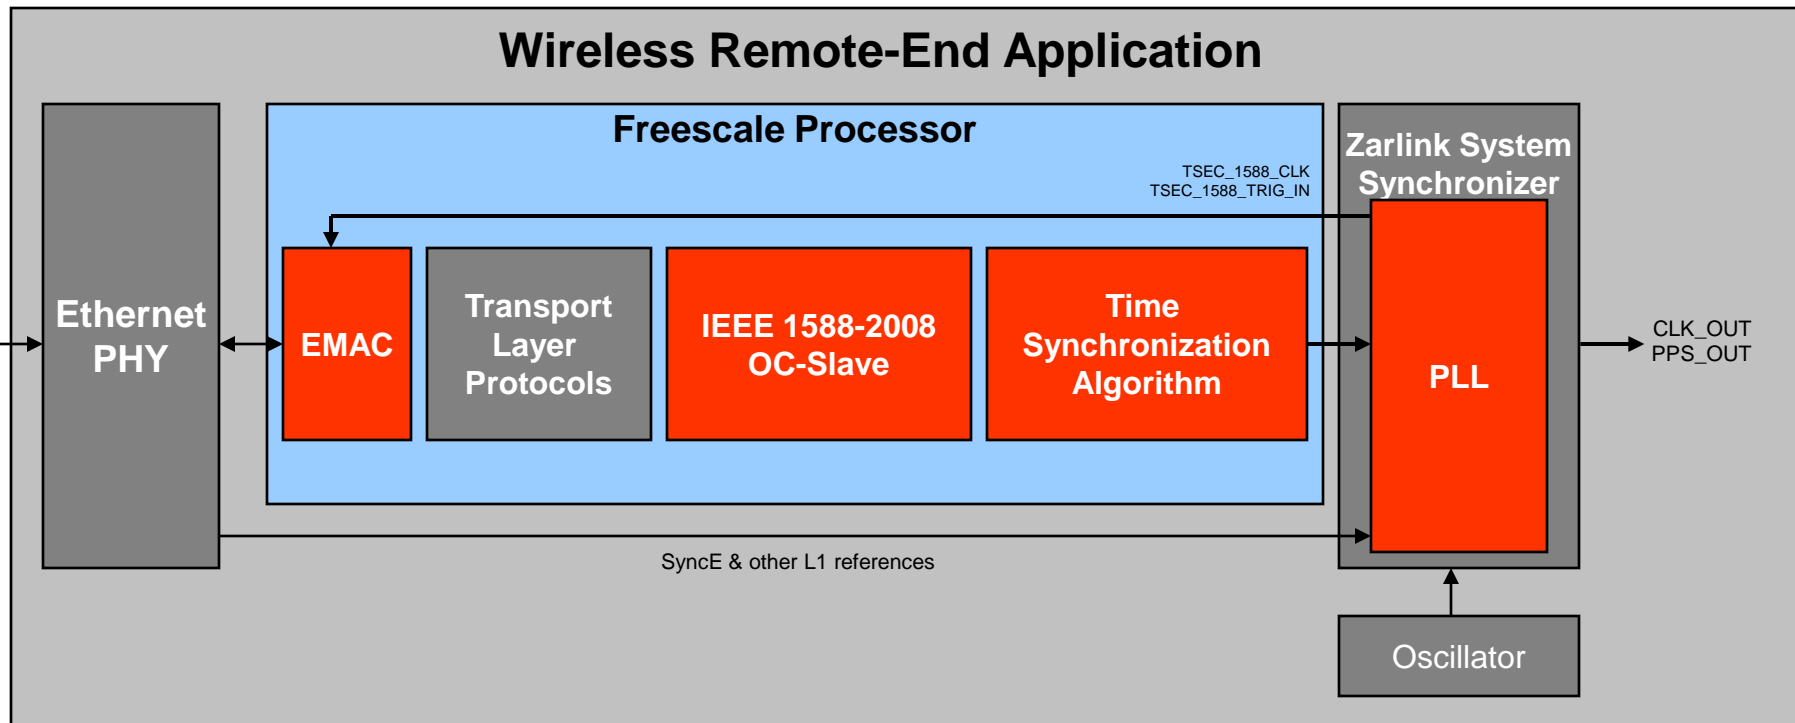 Wireless Remote-End Application
Freescale Processor
Zarlink System
Synchronizer
TSEC_1588_CLK
TSEC_1588_TRIG_IN
Ethernet
PHY
EMAC
Transport
Layer
Protocols
IEEE 1588-2008
OC-Slave
Time
Synchronization
Algorithm
PLL
CLK_OUT
PPS_OUT
SyncE & other L1 references
Oscillator